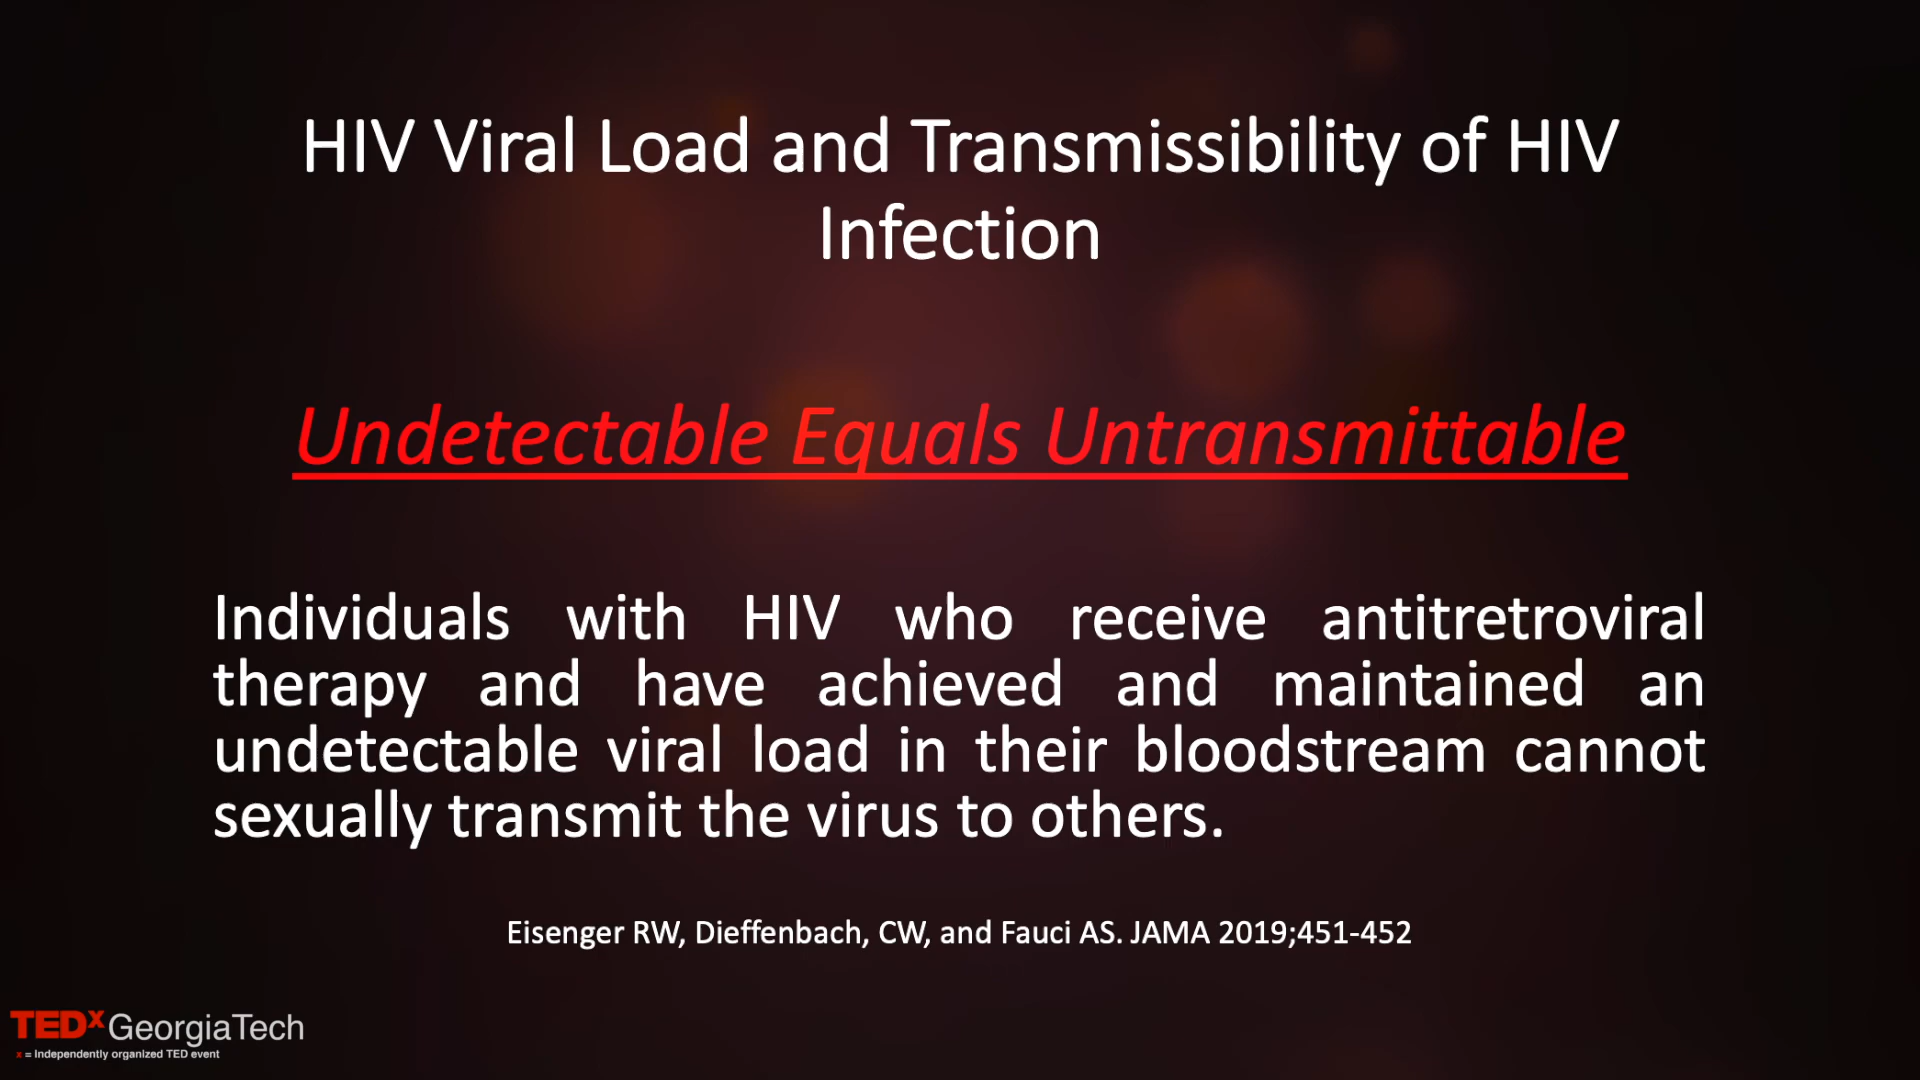 HIV Viral Load and Transmissibility of HIV
Infection
Undetectable Equals Untransmittable
Individuals with HIV who receive antitretroviral
therapy and have achieved and maintained an
undetectable viral load in their bloodstream cannot
sexually transmit the virus to others.
Eisenger RW, Dieffenbach, CW, and Fauci AS. JAMA 2019;451-452
TEDxGeorgiaTech
x = Independently organized TED event